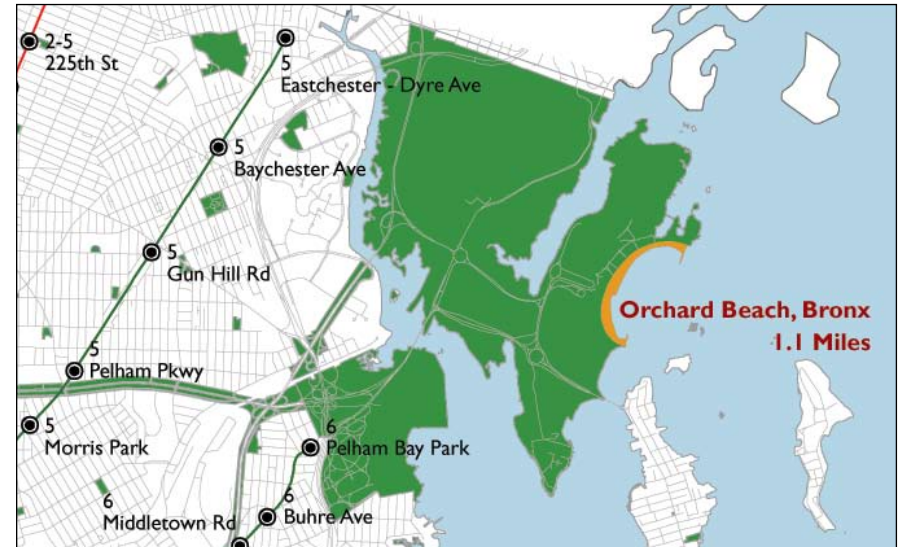 2-5
225th St
5
Eastchester - Dyre Ave
5
Baychester Ave
5
Gun Hill Rd
Orchard Beach, Bronx
1.1 Miles
5
Pelham Pkwy
5
Morris Park
6
Pelham Bay Park
6
Middletown Rd
6
Buhre Ave